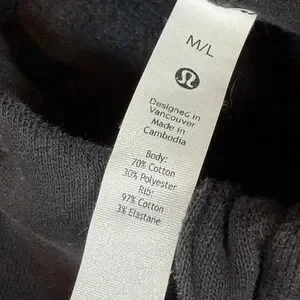 M/L
Designed in
Vancouver
Made in
Cambodia
Body:
70% Cotton
30% Polyester
Rib:
97% Cotton
3% Elastane